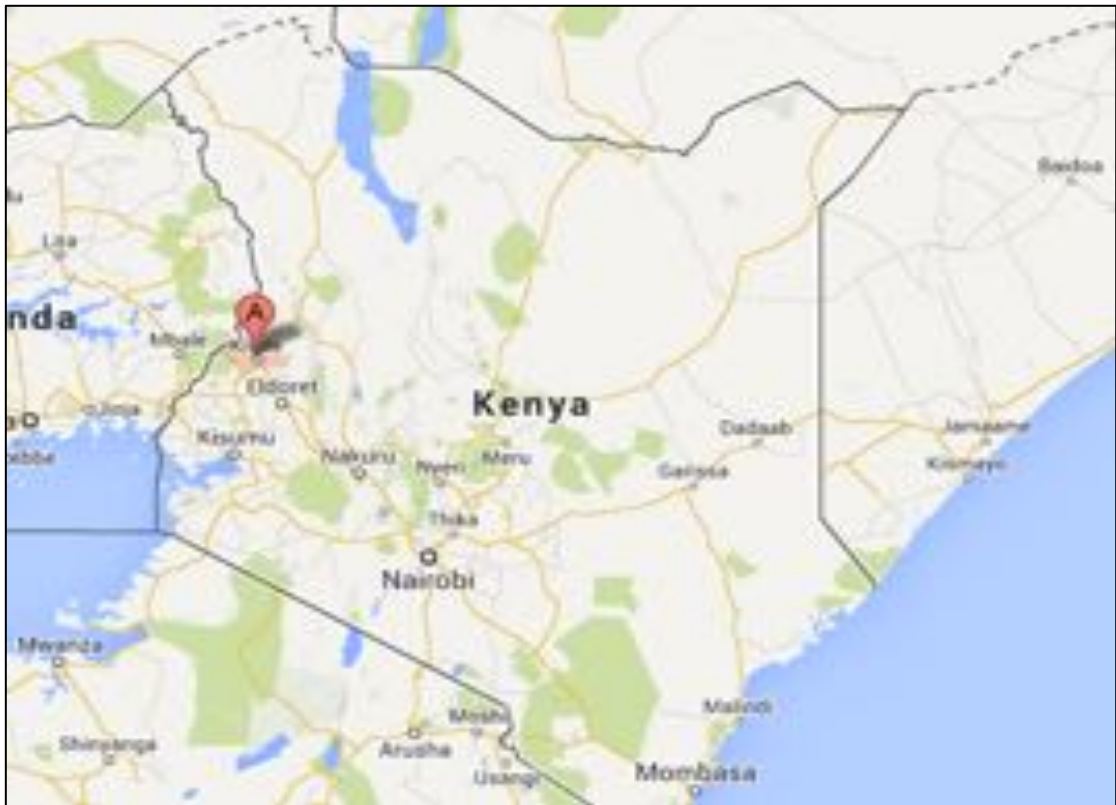 Baidoa
Lira
A
nda
Mbale
Eldoret
Jinja
Kenya
Kisumu
Dadaab
Jamaame
Nakuru
Nyeri
Meru
Garissa
Kismayo
Thika
Nairobi
Mwanza
Malindi
Moshi
Arusha
Shinyanga
Usangi
Mombasa